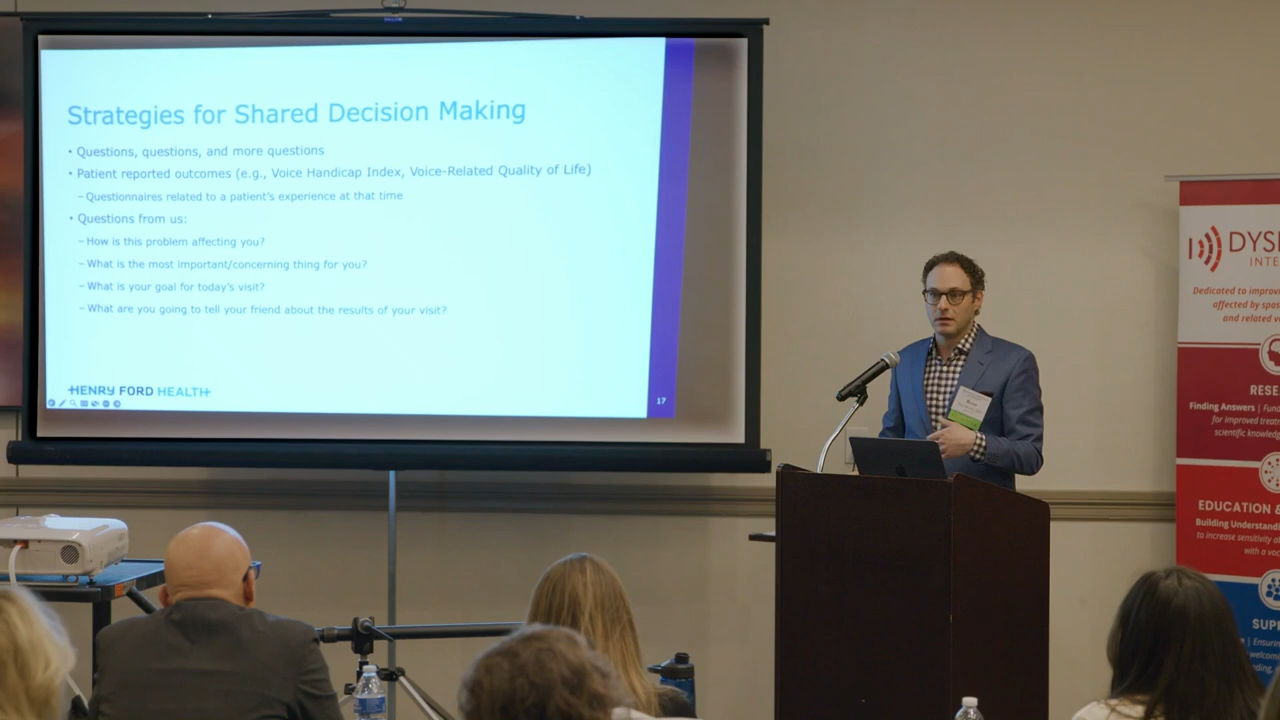 Strategies for Shared Decision Making
• Questions, questions, and more questions
• Patient reported outcomes (e.g., Voice Handicap Index, Voice-Related Quality of Life)
– Questionnaires related to a patient's experience at that time
• Questions from us:
– How is this problem affecting you?
– What is the most important/concerning thing for you?
– What is your goal for today's visit?
– What are you going to tell your friend about the results of your visit?
HENRY FORD HEALTH
17
DYS
INTE
Dedicated to improvi
affected by spas
and related v
RESE
Finding Answers | Fund
for improved treat
scientific knowledg
EDUCATION &
Building Understandi
to increase sensitivity a
with a voc
SUPP
| Ensurin
welcom